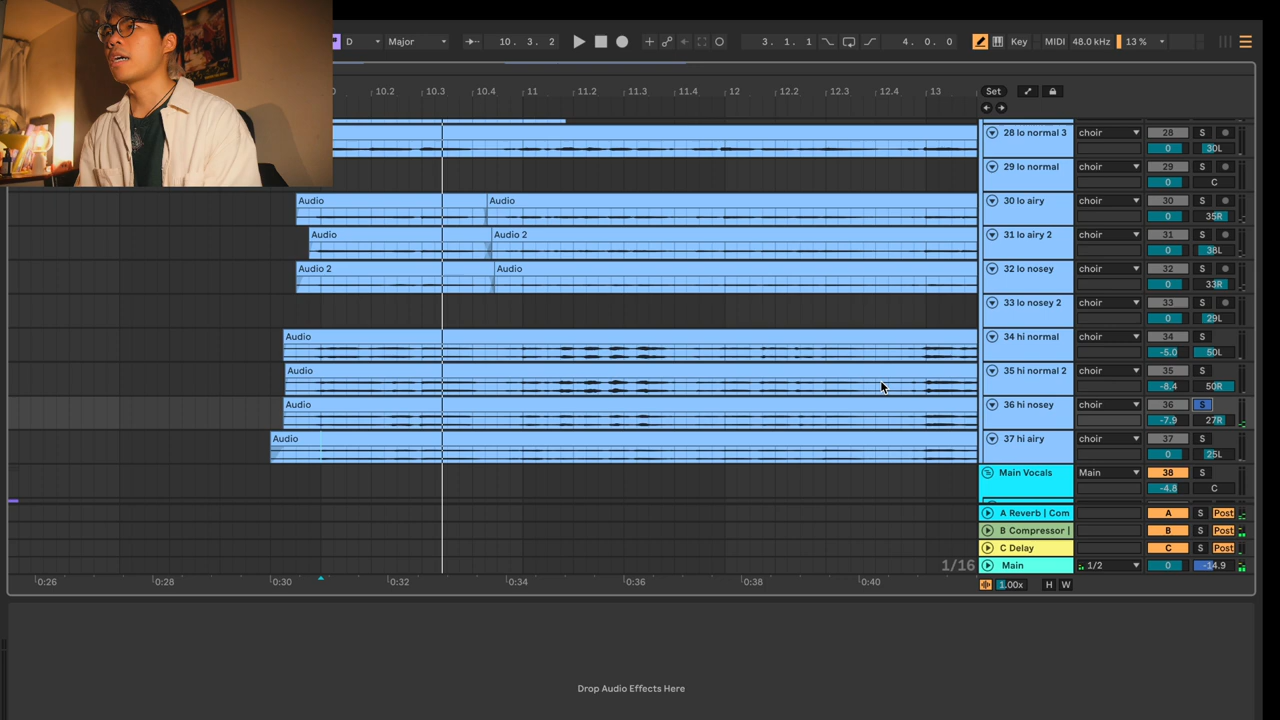 D Major 10. 3. 2 3. 1. 1 4. 0. 0 Key MIDI 48.0 kHz 13 %
10.2 10.3 10.4 11 11.2 11.3 11.4 12 12.2 12.3 12.4 13 Set
28 lo normal 3 choir 28 S
0 30L
29 lo normal choir 29 S
0 C
Audio Audio 30 lo airy choir 30 S
0 35R
Audio Audio 2 31 lo airy 2 choir 31 S
0 38L
Audio 2 Audio 32 lo nosey choir 32 S
0 33R
33 lo nosey 2 choir 33 S
0 29L
Audio 34 hi normal choir 34 S
-5.0 50L
Audio 35 hi normal 2 choir 35 S
-8.4 50R
Audio 36 hi nosey choir 36 S
-7.9 27R
Audio 37 hi airy choir 37 S
0 25L
Main Vocals Main 38 S
-4.8 C
A Reverb | Com A S Post
B Compressor | B S Post
C Delay C S Post
1/16 Main 1/2 0 -14.9
0:26 0:28 0:30 0:32 0:34 0:36 0:38 0:40 1.00x H W
Drop Audio Effects Here